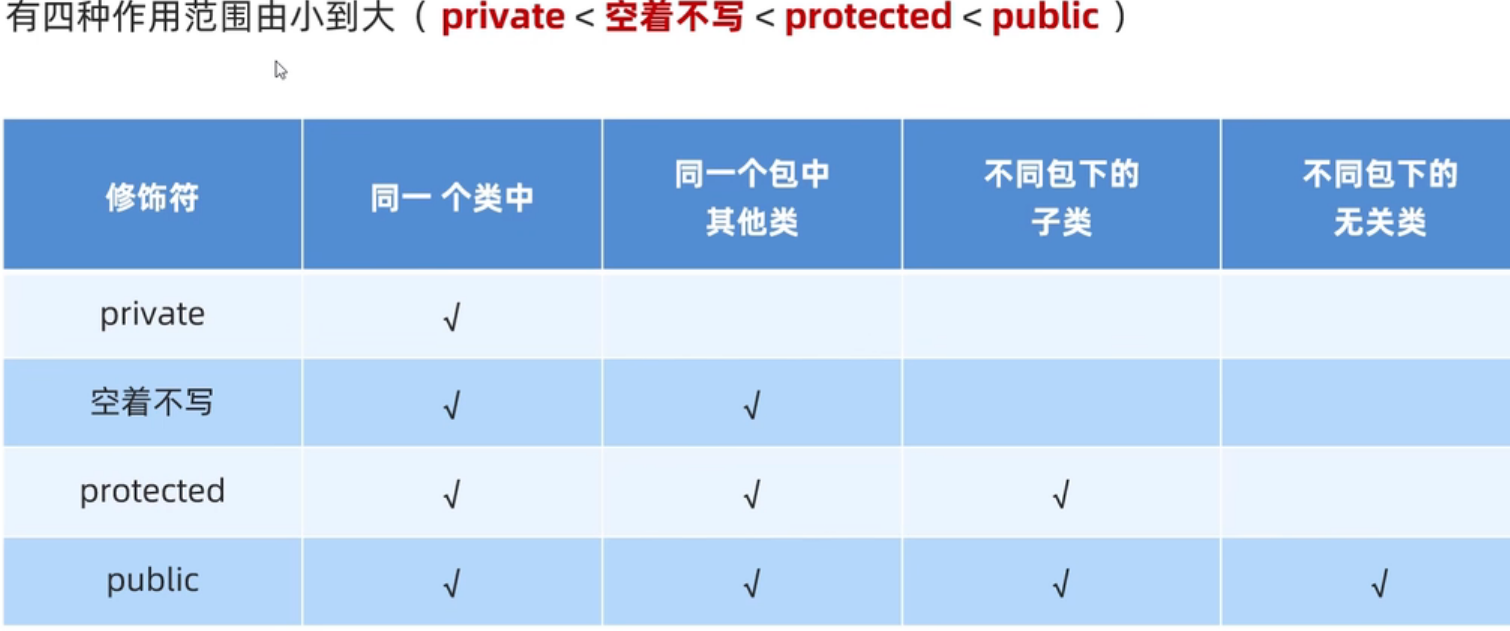 有四种作用范围由小到大（ private < 空着不写 < protected < public ）
修饰符 同一 个类中 同一个包中 不同包下的 不同包下的
其他类 子类 无关类
private √
空着不写 √ √
protected √ √ √
public √ √ √ √